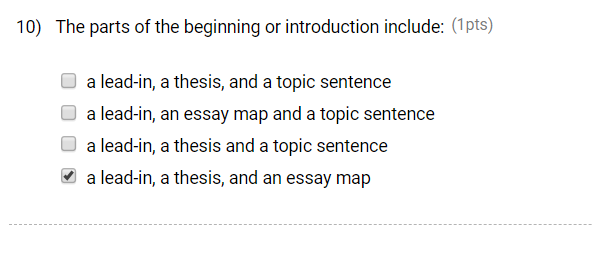 10) The parts of the beginning or introduction include: (1pts)
a lead-in, a thesis, and a topic sentence
a lead-in, an essay map and a topic sentence
a lead-in, a thesis and a topic sentence
a lead-in, a thesis, and an essay map